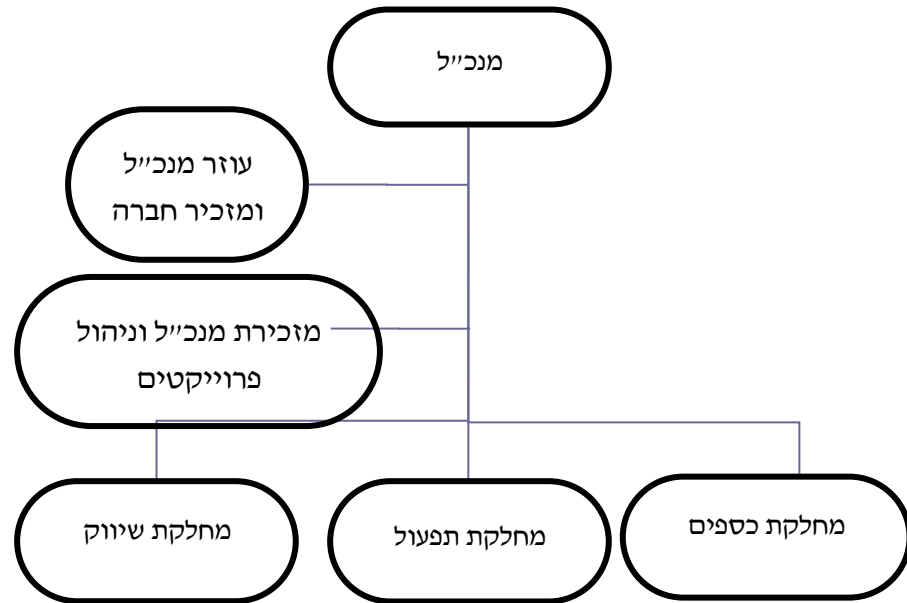 מנכ״ל
עוזר מנכ״ל
ומזכיר חברה
מזכירת מנכ״ל וניהול
פרוייקטים
מחלקת כספים
מחלקת תפעול
מחלקת שיווק